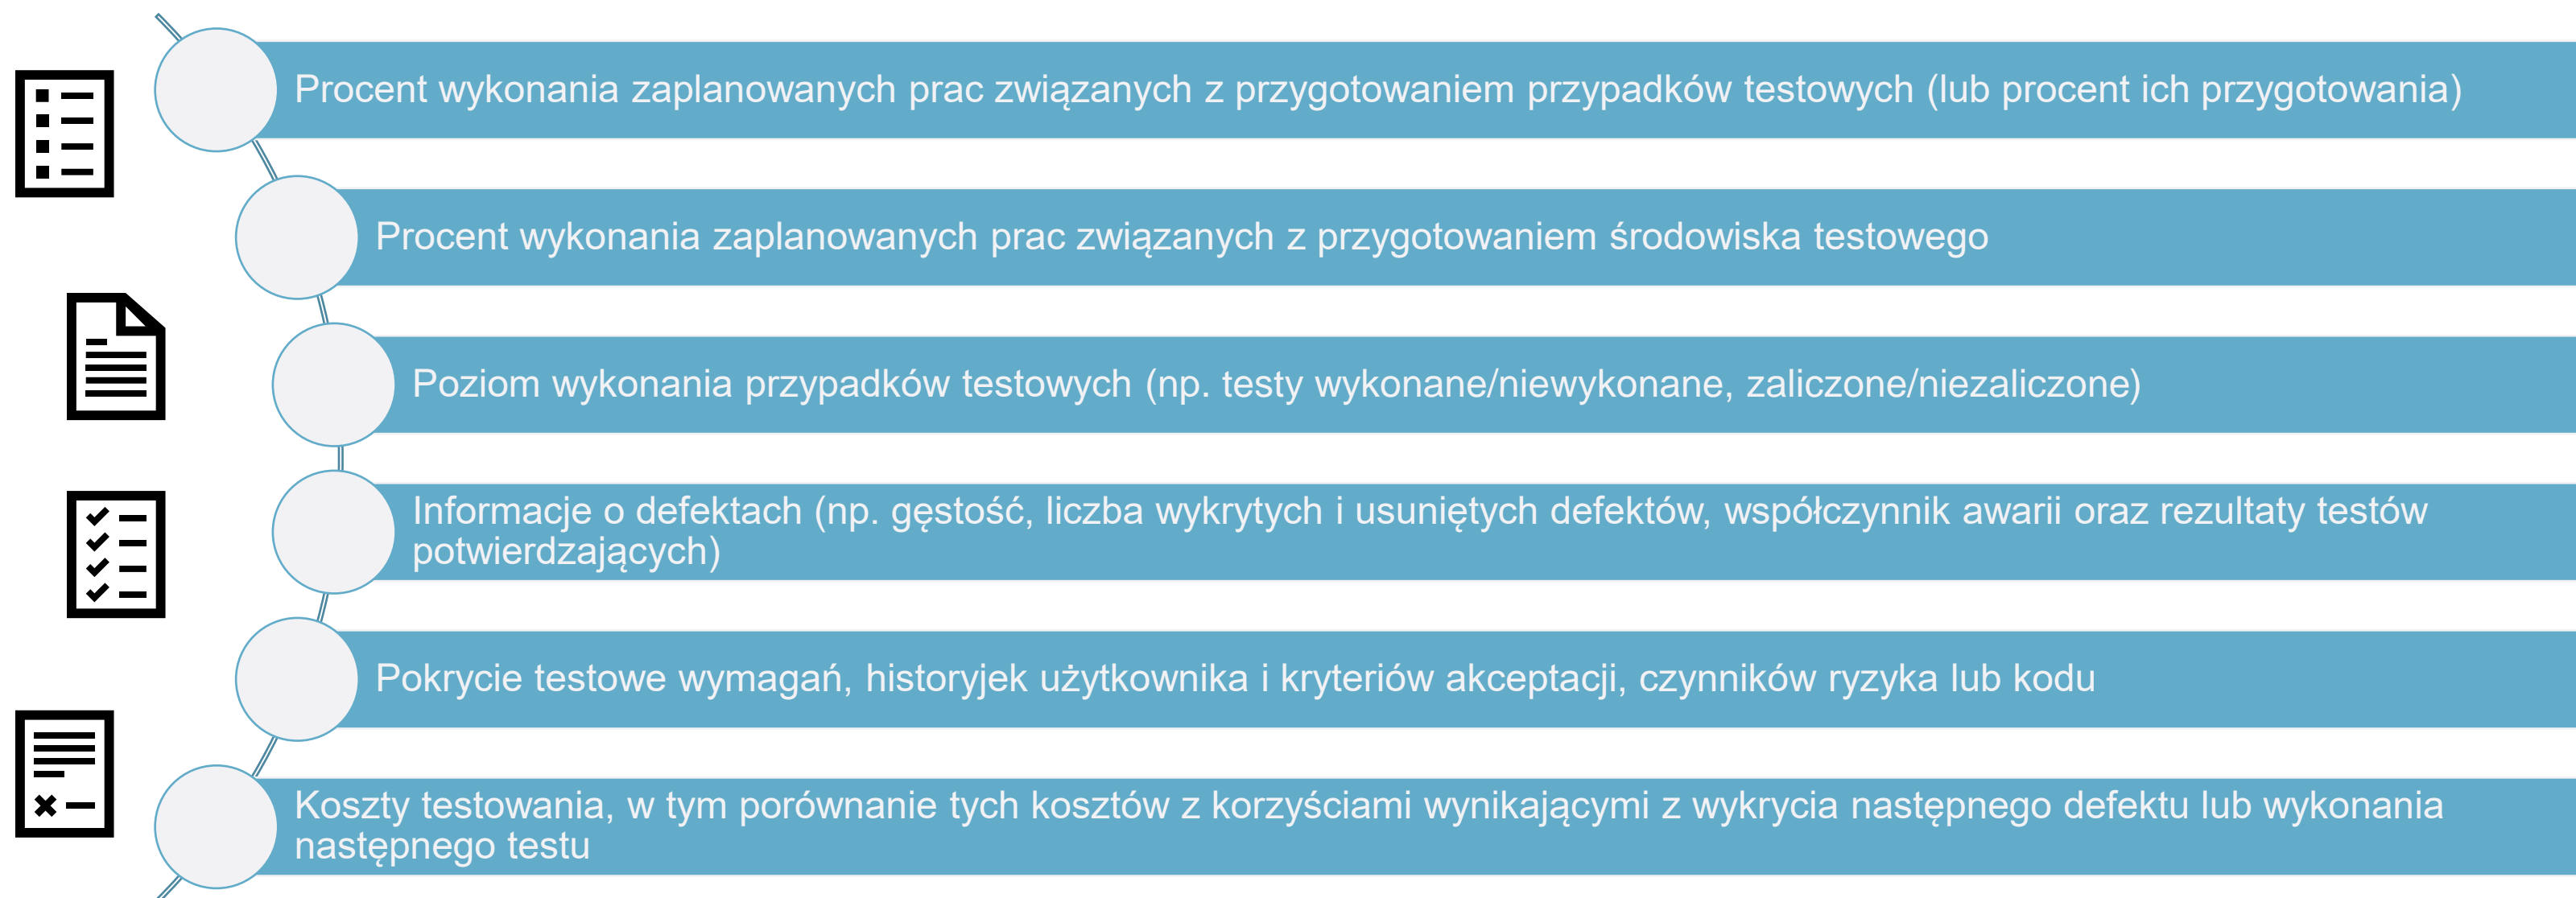 Procent wykonania zaplanowanych prac związanych z przygotowaniem przypadków testowych (lub procent ich przygotowania)
Procent wykonania zaplanowanych prac związanych z przygotowaniem środowiska testowego
Poziom wykonania przypadków testowych (np. testy wykonane/niewykonane, zaliczone/niezaliczone)
Informacje o defektach (np. gęstość, liczba wykrytych i usuniętych defektów, współczynnik awarii oraz rezultaty testów
potwierdzających)
Pokrycie testowe wymagań, historyjek użytkownika i kryteriów akceptacji, czynników ryzyka lub kodu
Koszty testowania, w tym porównanie tych kosztów z korzyściami wynikającymi z wykrycia następnego defektu lub wykonania
następnego testu